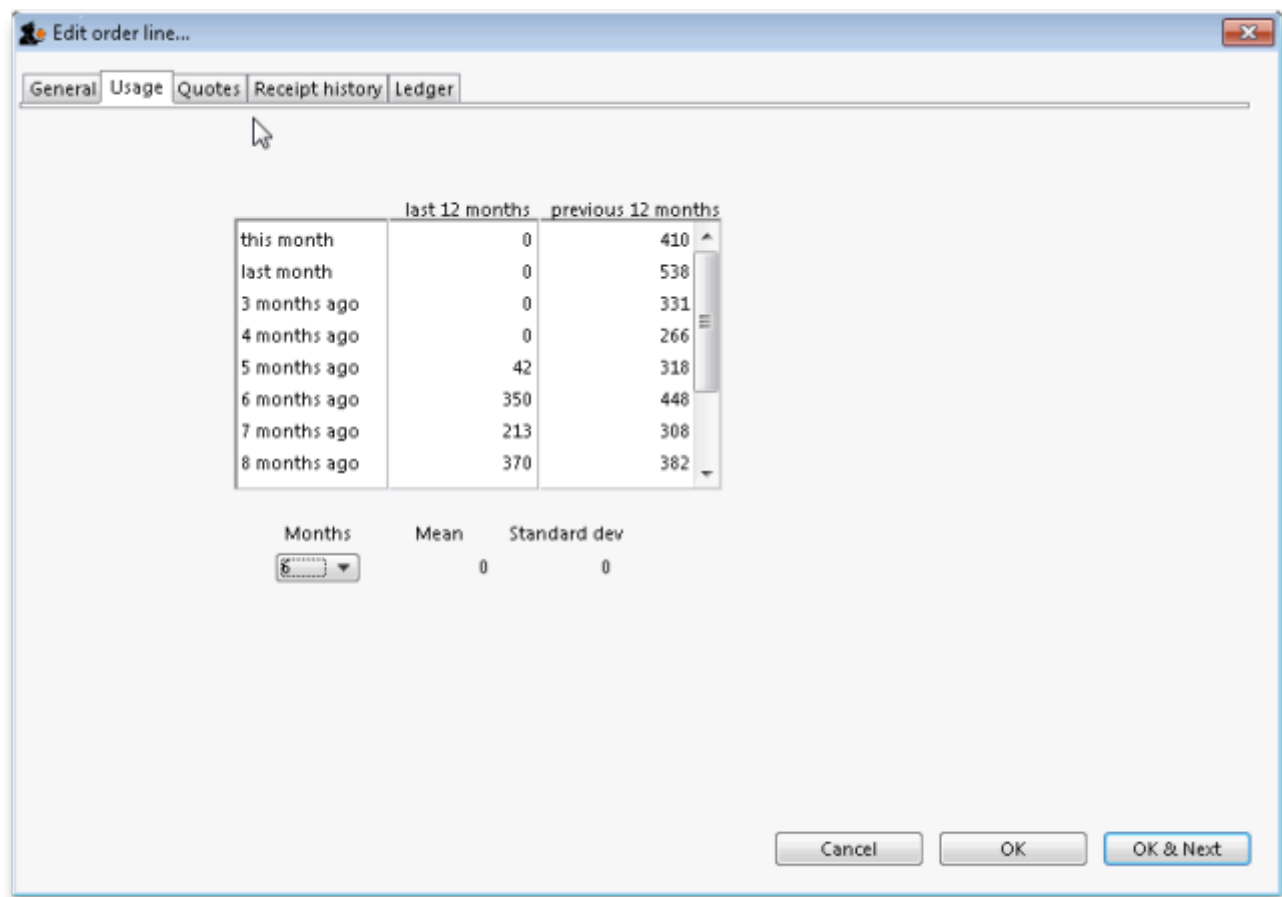 Edit order line...
General Usage Quotes Receipt history Ledger
last 12 months previous 12 months
this month 0 410
last month 0 538
3 months ago 0 331
4 months ago 0 266
5 months ago 42 318
6 months ago 350 448
7 months ago 213 308
8 months ago 370 382
Months Mean Standard dev
6 0 0
Cancel OK OK & Next